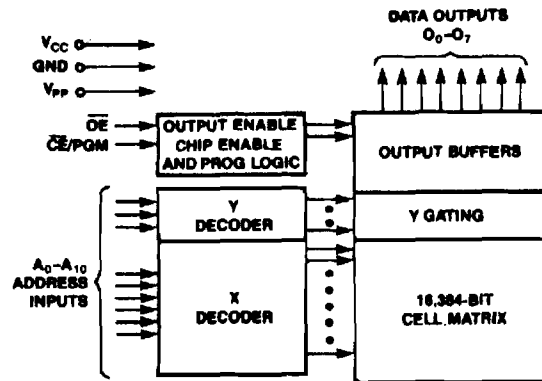 DATA OUTPUTS
O0–O7
VCC
GND
VPP
OE
CE/PGM
OUTPUT ENABLE
CHIP ENABLE
AND PROG LOGIC
OUTPUT BUFFERS
Y
DECODER
Y GATING
A0–A10
ADDRESS
INPUTS
X
DECODER
16,384-BIT
CELL MATRIX